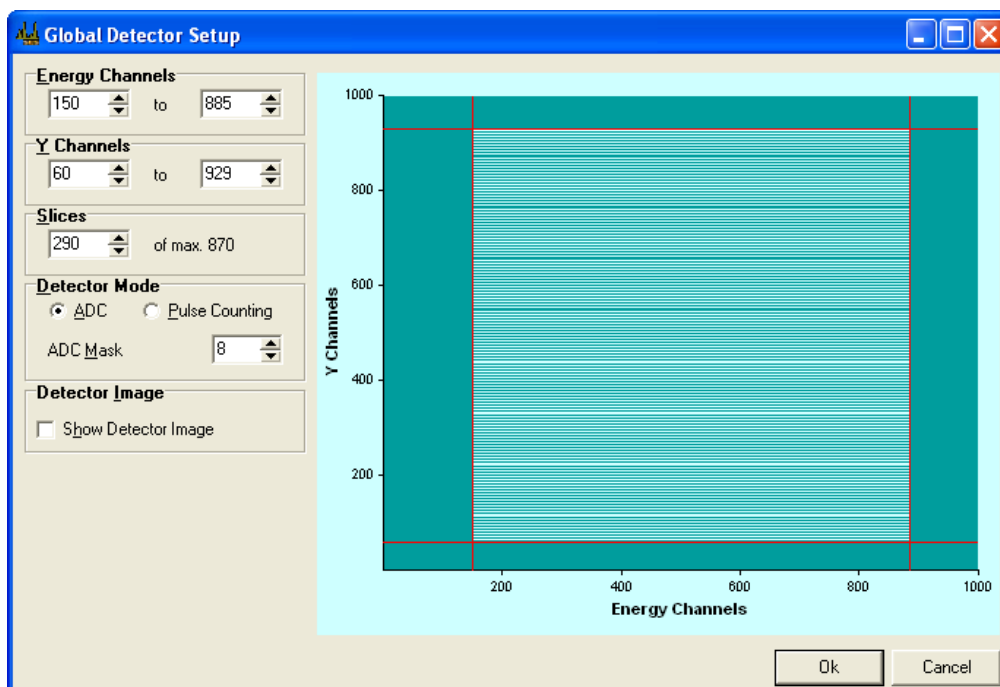 Global Detector Setup
Energy Channels
150 to 885
Y Channels
60 to 929
Slices
290 of max. 870
Detector Mode
ADC Pulse Counting
ADC Mask 8
Detector Image
Show Detector Image
1000
800
600
400
200
Y Channels
200 400 600 800 1000
Energy Channels
Ok Cancel